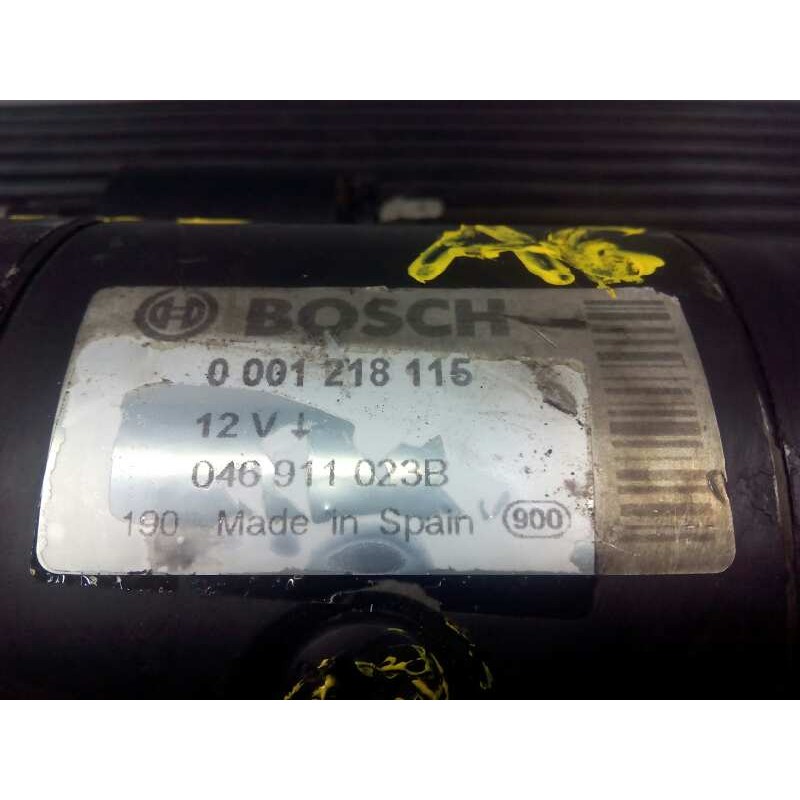 BOSCH
0 001 218 115
12 V ↓
046 911 023B
190 Made in Spain 900